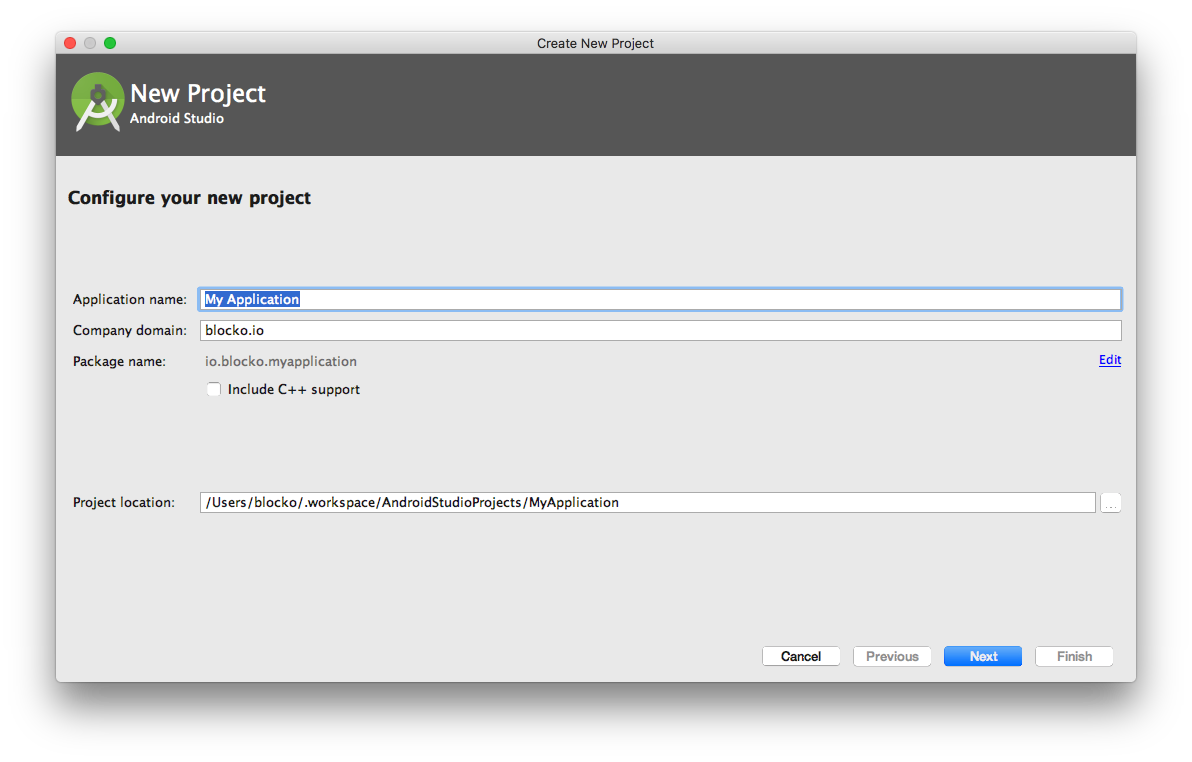 Create New Project
New Project
Android Studio
Configure your new project
Application name: My Application
Company domain: blocko.io
Package name: io.blocko.myapplication Edit
Include C++ support
Project location: /Users/blocko/.workspace/AndroidStudioProjects/MyApplication ...
Cancel Previous Next Finish